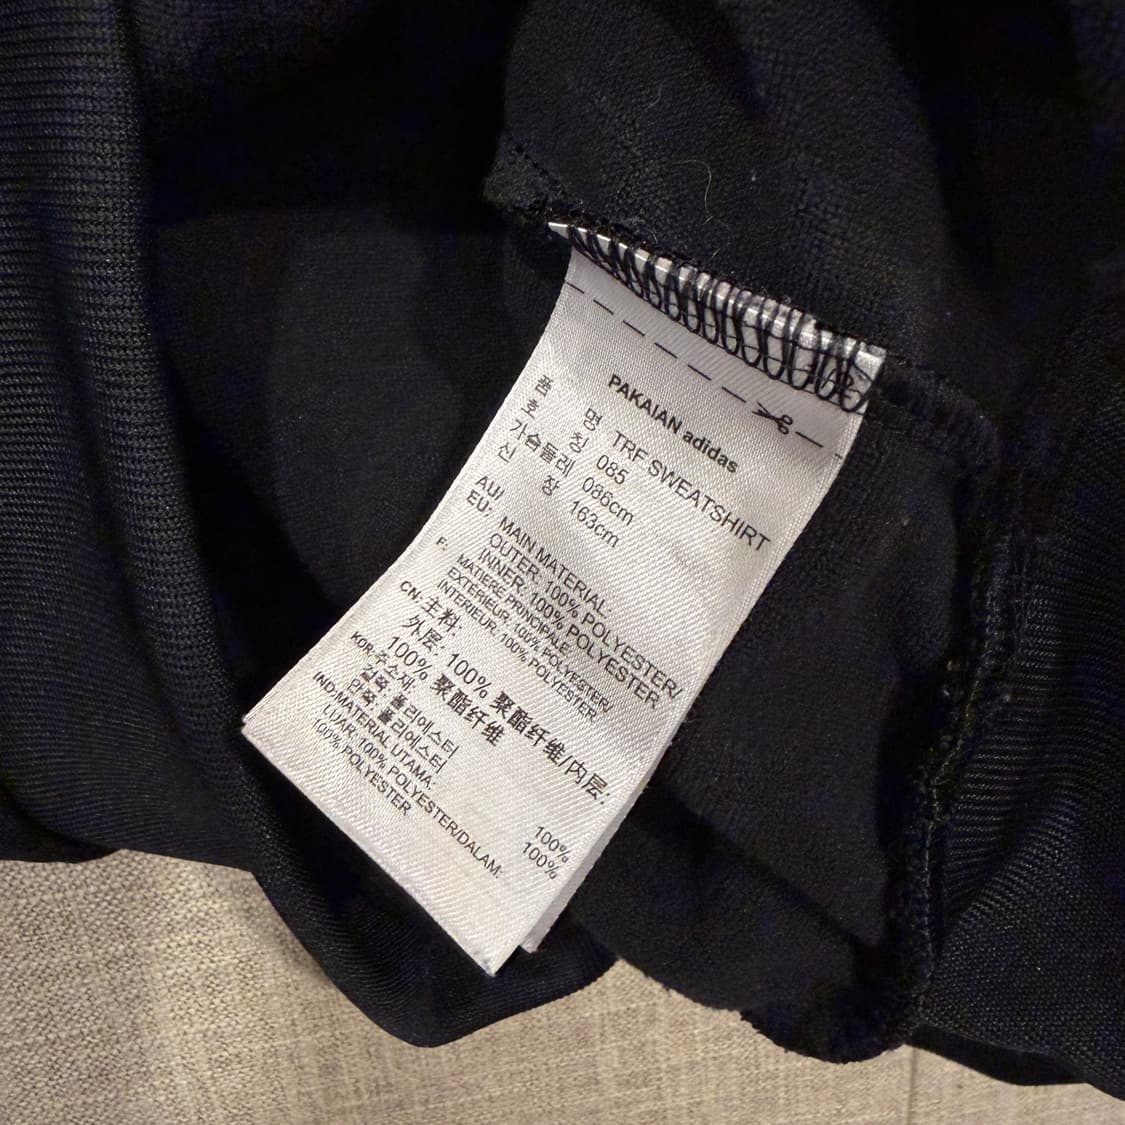 PAKAIAN adidas
품 명 TRF SWEATSHIRT
호 칭 085
가슴둘레 086cm
신 장 163cm
AU/
EU: MAIN MATERIAL
OUTER: 100% POLYESTER/
INNER: 100% POLYESTER
F: MATIERE PRINCIPALE
EXTÉRIEUR, 100% POLYESTER/
INTERIEUR, 100% POLYESTER
CN: 主料:
外层: 100% 聚酯纤维/内层:
100% 聚酯纤维
KOR: 주소재
겉쪽 폴리에스터 100%
안쪽 폴리에스터 100%
IND: MATERIAL UTAMA:
LUAR, 100% POLYESTER/DALAM:
100% POLYESTER